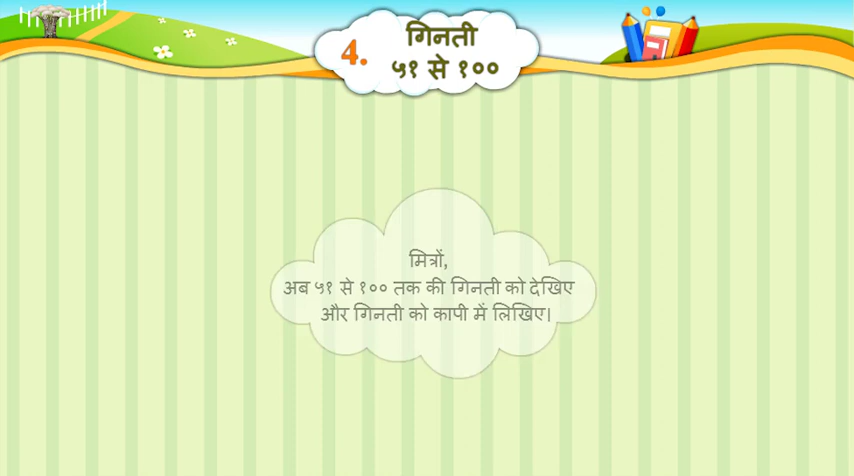 4.
गिनती
५१ से १००
मित्रों,
अब ५१ से १०० तक की गिनती को देखिए
और गिनती को कापी में लिखिए।